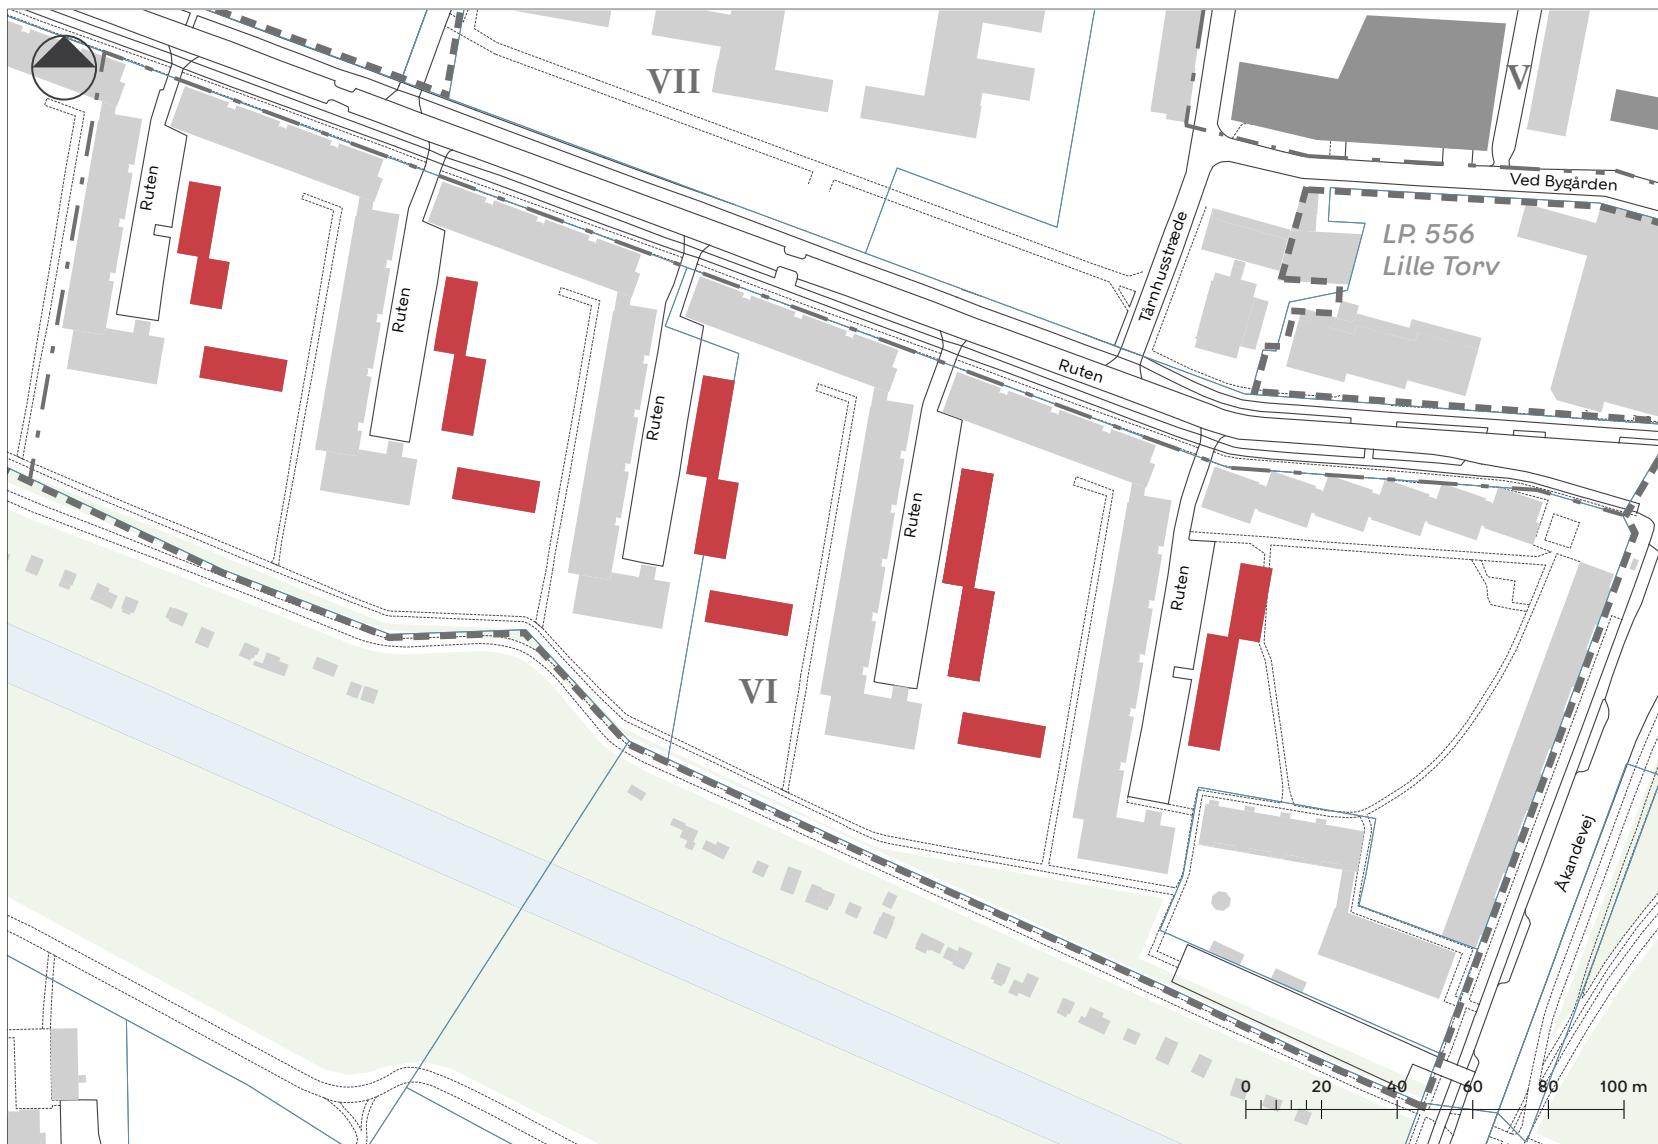 VII
V
Ved Bygården
Ruten
LP. 556
Lille Torv
Tårnhusstræde
Ruten
Ruten
Ruten
Ruten
Ruten
VI
Åkandevej
0 20 40 60 80 100 m